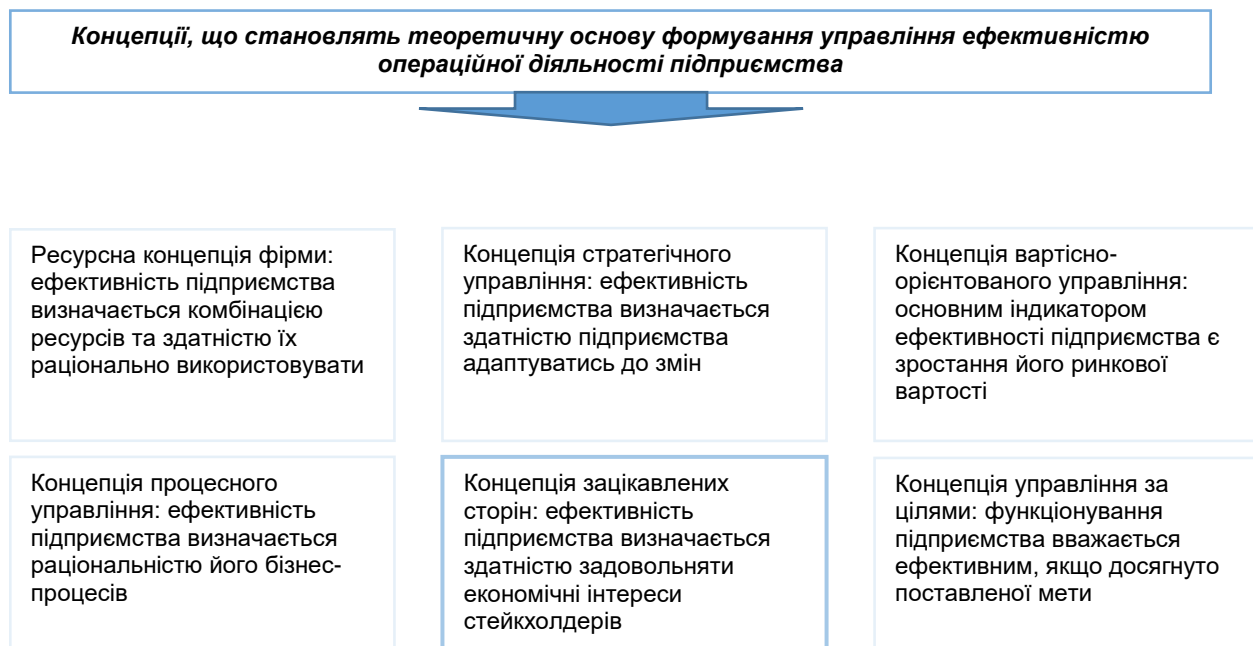 Концепції, що становлять теоретичну основу формування управління ефективністю
операційної діяльності підприємства
Ресурсна концепція фірми:
ефективність підприємства
визначається комбінацією
ресурсів та здатністю їх
раціонально використовувати
Концепція стратегічного
управління: ефективність
підприємства визначається
здатністю підприємства
адаптуватись до змін
Концепція вартісно-
орієнтованого управління:
основним індикатором
ефективності підприємства є
зростання його ринкової
вартості
Концепція процесного
управління: ефективність
підприємства визначається
раціональністю його бізнес-
процесів
Концепція зацікавлених
сторін: ефективність
підприємства визначається
здатністю задовольняти
економічні інтереси
стейкхолдерів
Концепція управління за
цілями: функціонування
підприємства вважається
ефективним, якщо досягнуто
поставленої мети